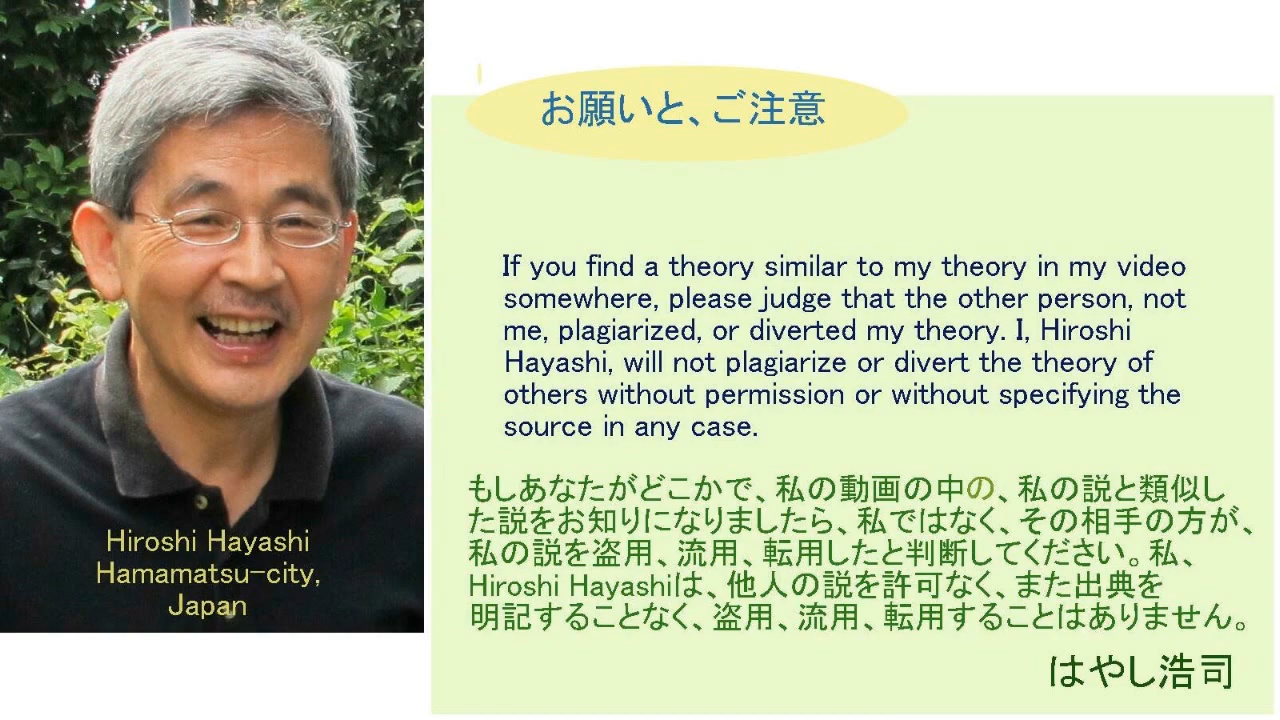 お願いと、ご注意
If you find a theory similar to my theory in my video
somewhere, please judge that the other person, not
me, plagiarized, or diverted my theory. I, Hiroshi
Hayashi, will not plagiarize or divert the theory of
others without permission or without specifying the
source in any case.
もしあなたがどこかで、私の動画の中の、私の説と類似し
た説をお知りになりましたら、私ではなく、その相手の方が、
私の説を盗用、流用、転用したと判断してください。私、
Hiroshi Hayashiは、他人の説を許可なく、また出典を
明記することなく、盗用、流用、転用することはありません。
はやし浩司
Hiroshi Hayashi
Hamamatsu-city,
Japan